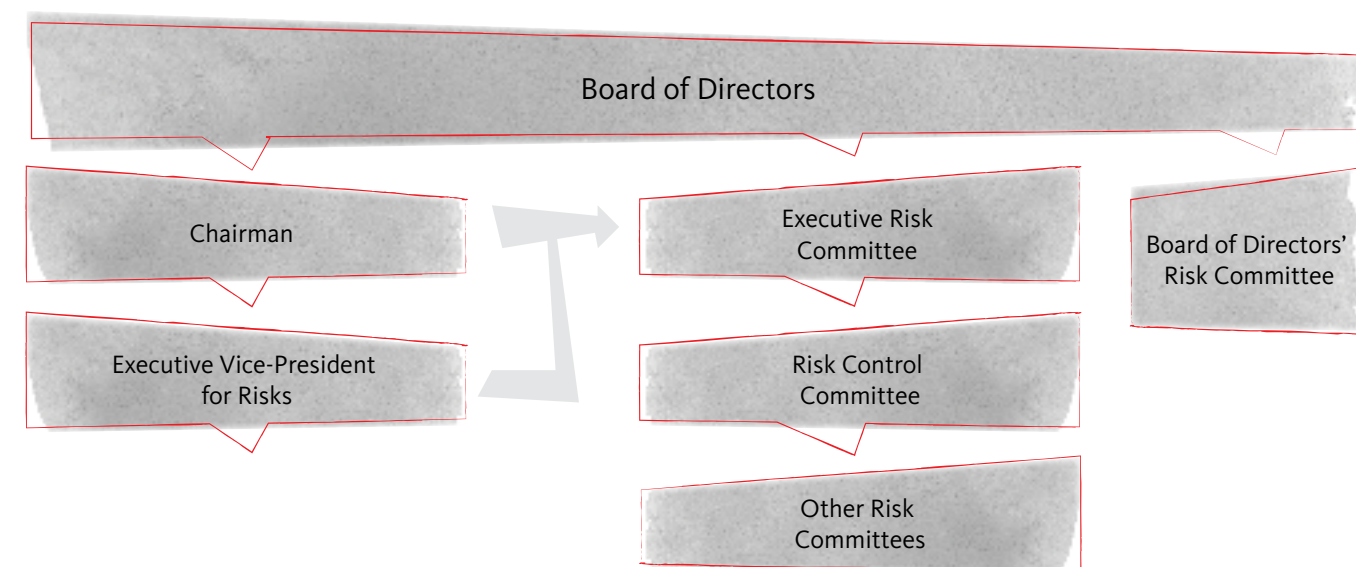 Board of Directors
Chairman
Executive Risk
Committee
Board of Directors’
Risk Committee
Executive Vice-President
for Risks
Risk Control
Committee
Other Risk
Committees